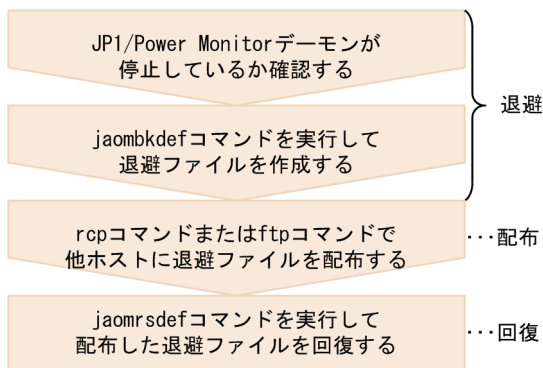 JP1/Power Monitorデーモンが
停止しているか確認する
退避
jaombkdefコマンドを実行して
退避ファイルを作成する
rcpコマンドまたはftpコマンドで
他ホストに退避ファイルを配布する
･･･配布
jaomrsdefコマンドを実行して
配布した退避ファイルを回復する
･･･回復